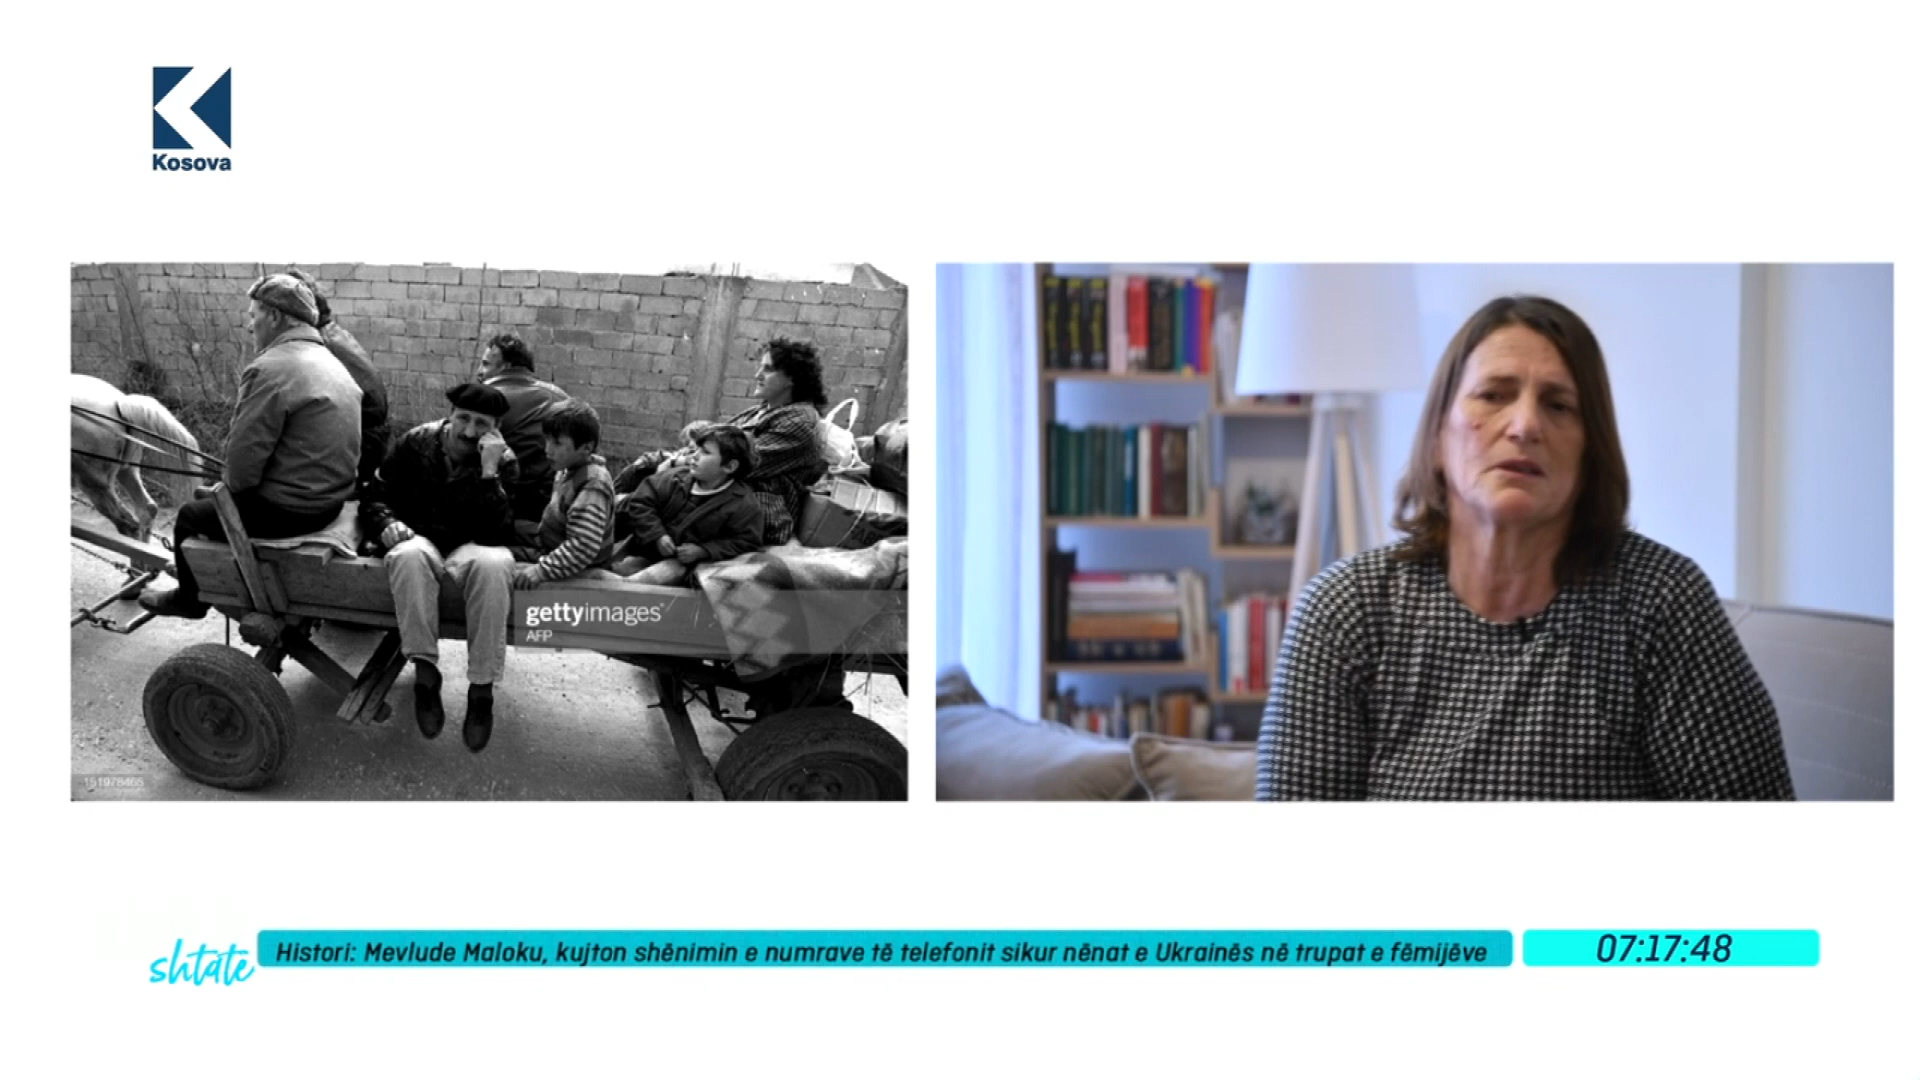 Kosova
gettyimages
AFP
151978465
shtatë
Histori: Mevlude Maloku, kujton shënimin e numrave të telefonit sikur nënat e Ukrainës në trupat e fëmijëve
07:17:48